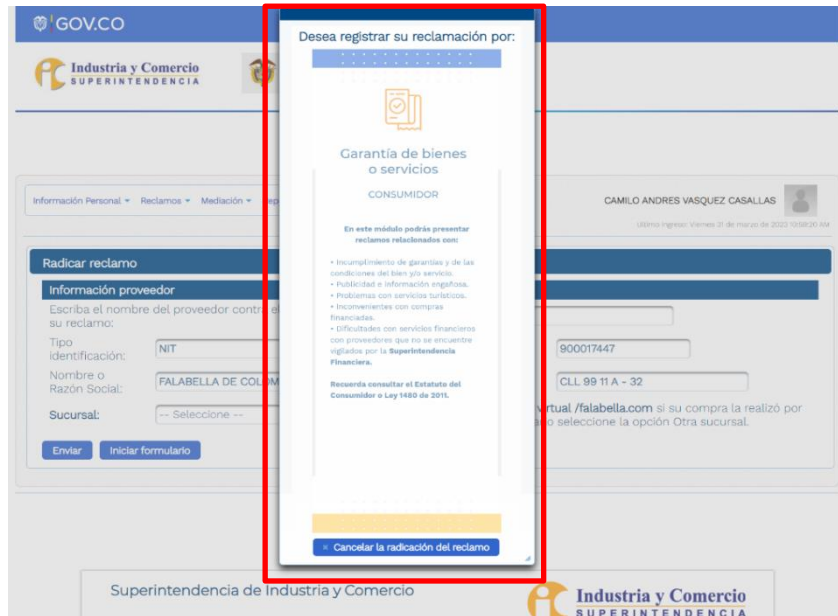 GOV.CO
Industria y Comercio
SUPERINTENDENCIA
Desea registrar su reclamación por:
Garantía de bienes
o servicios
CONSUMIDOR
En este módulo podrás presentar
reclamos relacionados con:
• Incumplimiento de garantías y de las
condiciones del bien y/o servicio.
• Publicidad e información engañosa.
• Problemas con servicios turísticos.
• Inconvenientes con compras
financiadas.
• Dificultades con servicios financieros
con proveedores que no se encuentre
vigilados por la Superintendencia
Financiera.
Recuerda consultar el Estatuto del
Consumidor o Ley 1480 de 2011.
× Cancelar la radicación del reclamo
Información Personal Reclamos Mediación
CAMILO ANDRES VASQUEZ CASALLAS
Radicar reclamo
Información proveedor
Escriba el nombre del proveedor contra el
su reclamo:
Tipo
identificación:
NIT
900017447
Nombre o
Razón Social:
FALABELLA DE COLOM
CLL 99 11 A - 32
Sucursal:
-- Seleccione --
virtual /falabella.com si su compra la realizó por
seleccione la opción Otra sucursal.
Enviar Iniciar formulario
Superintendencia de Industria y Comercio
Industria y Comercio
SUPERINTENDENCIA